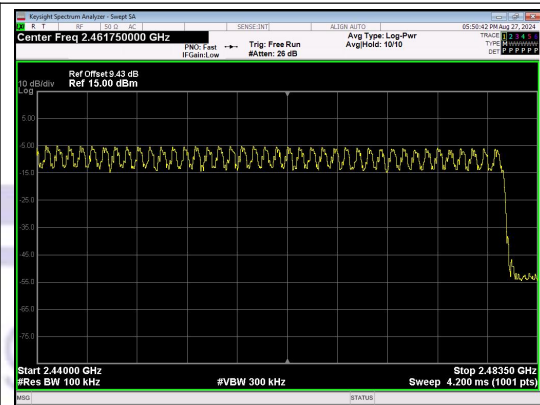 Keysight Spectrum Analyzer - Swept SA
R T RF 50 Ω AC SENSE:INT ALIGN AUTO 05:50:42 PM Aug 27, 2024
Center Freq 2.461750000 GHz
PNO: Fast
IFGain:Low
Trig: Free Run
#Atten: 26 dB
Avg Type: Log-Pwr
Avg|Hold: 10/10
TRACE 1 2 3 4 5 6
TYPE M
DET P P P P P P
Ref Offset 9.43 dB
10 dB/div Ref 15.00 dBm
Log
5.00
-5.00
-15.0
-25.0
-35.0
-45.0
-55.0
-65.0
-75.0
Start 2.44000 GHz Stop 2.48350 GHz
#Res BW 100 kHz #VBW 300 kHz Sweep 4.200 ms (1001 pts)
MSG STATUS